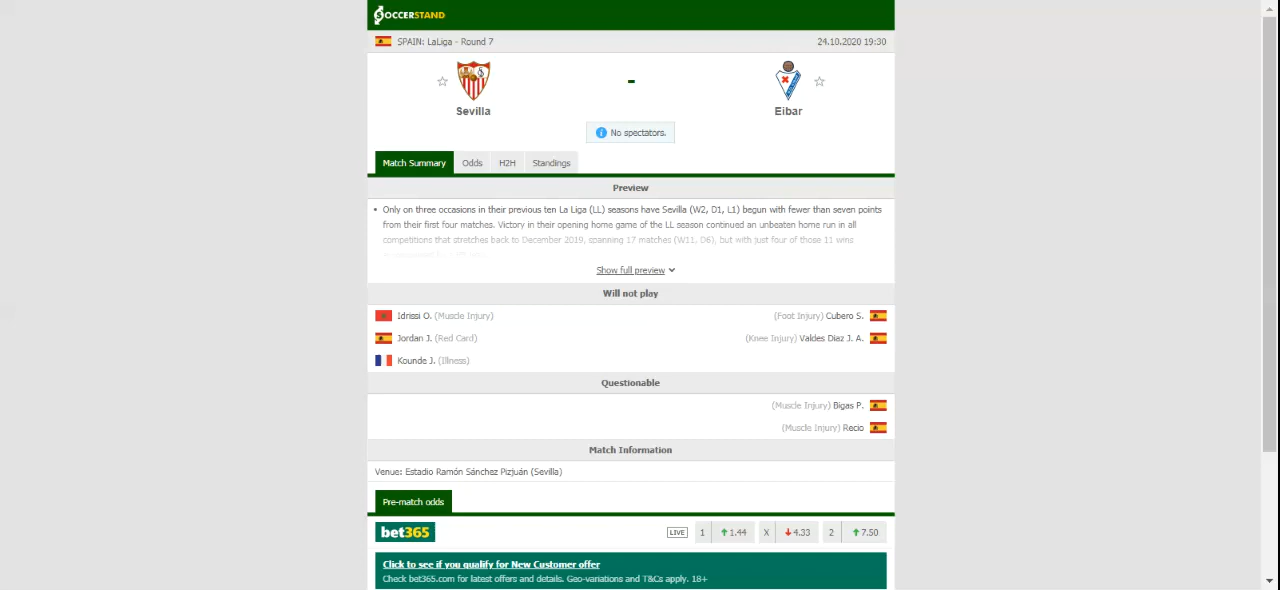 SOCCERSTAND
SPAIN: LaLiga - Round 7 24.10.2020 19:30
-
Sevilla Eibar
No spectators.
Match Summary Odds H2H Standings
Preview
• Only on three occasions in their previous ten La Liga (LL) seasons have Sevilla (W2, D1, L1) begun with fewer than seven points
from their first four matches. Victory in their opening home game of the LL season continued an unbeaten home run in all
competitions that stretches back to December 2019, spanning 17 matches (W11, D6), but with just four of those 11 wins
Show full preview
Will not play
Idrissi O. (Muscle Injury) (Foot Injury) Cubero S.
Jordan J. (Red Card) (Knee Injury) Valdes Diaz J. A.
Kounde J. (Illness)
Questionable
(Muscle Injury) Bigas P.
(Muscle Injury) Recio
Match Information
Venue: Estadio Ramón Sánchez Pizjuán (Sevilla)
Pre-match odds
bet365 LIVE 1 1.44 X 4.33 2 7.50
Click to see if you qualify for New Customer offer
Check bet365.com for latest offers and details. Geo-variations and T&Cs apply. 18+